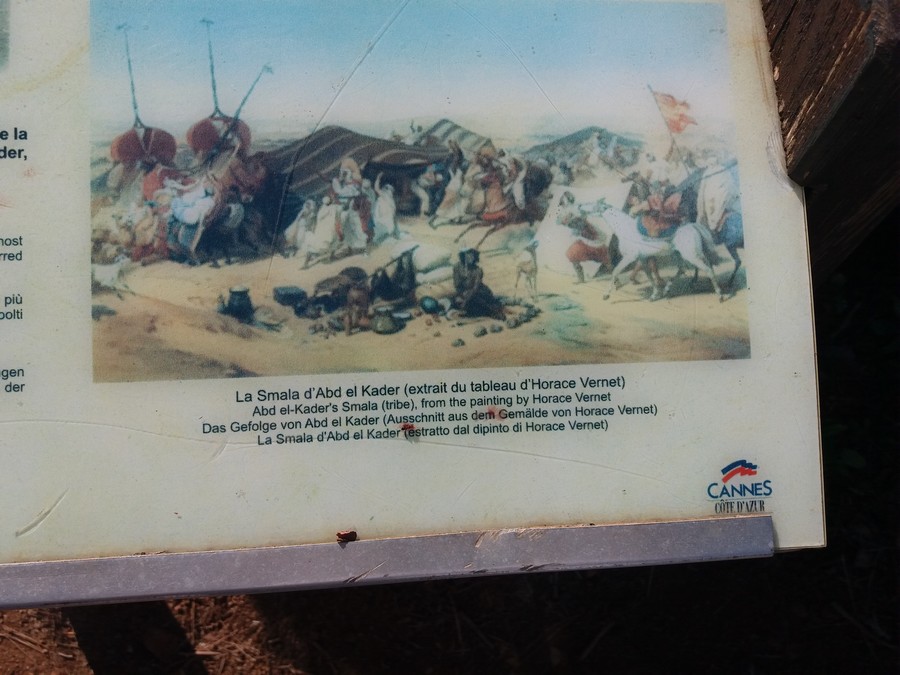 e la
der,
nost
rred
più
polti
gen
der
La Smala d'Abd el Kader (extrait du tableau d'Horace Vernet)
Abd el-Kader's Smala (tribe), from the painting by Horace Vernet
Das Gefolge von Abd el Kader (Ausschnitt aus dem Gemälde von Horace Vernet)
La Smala d'Abd el Kader (estratto dal dipinto di Horace Vernet)
CANNES
CÔTE D'AZUR